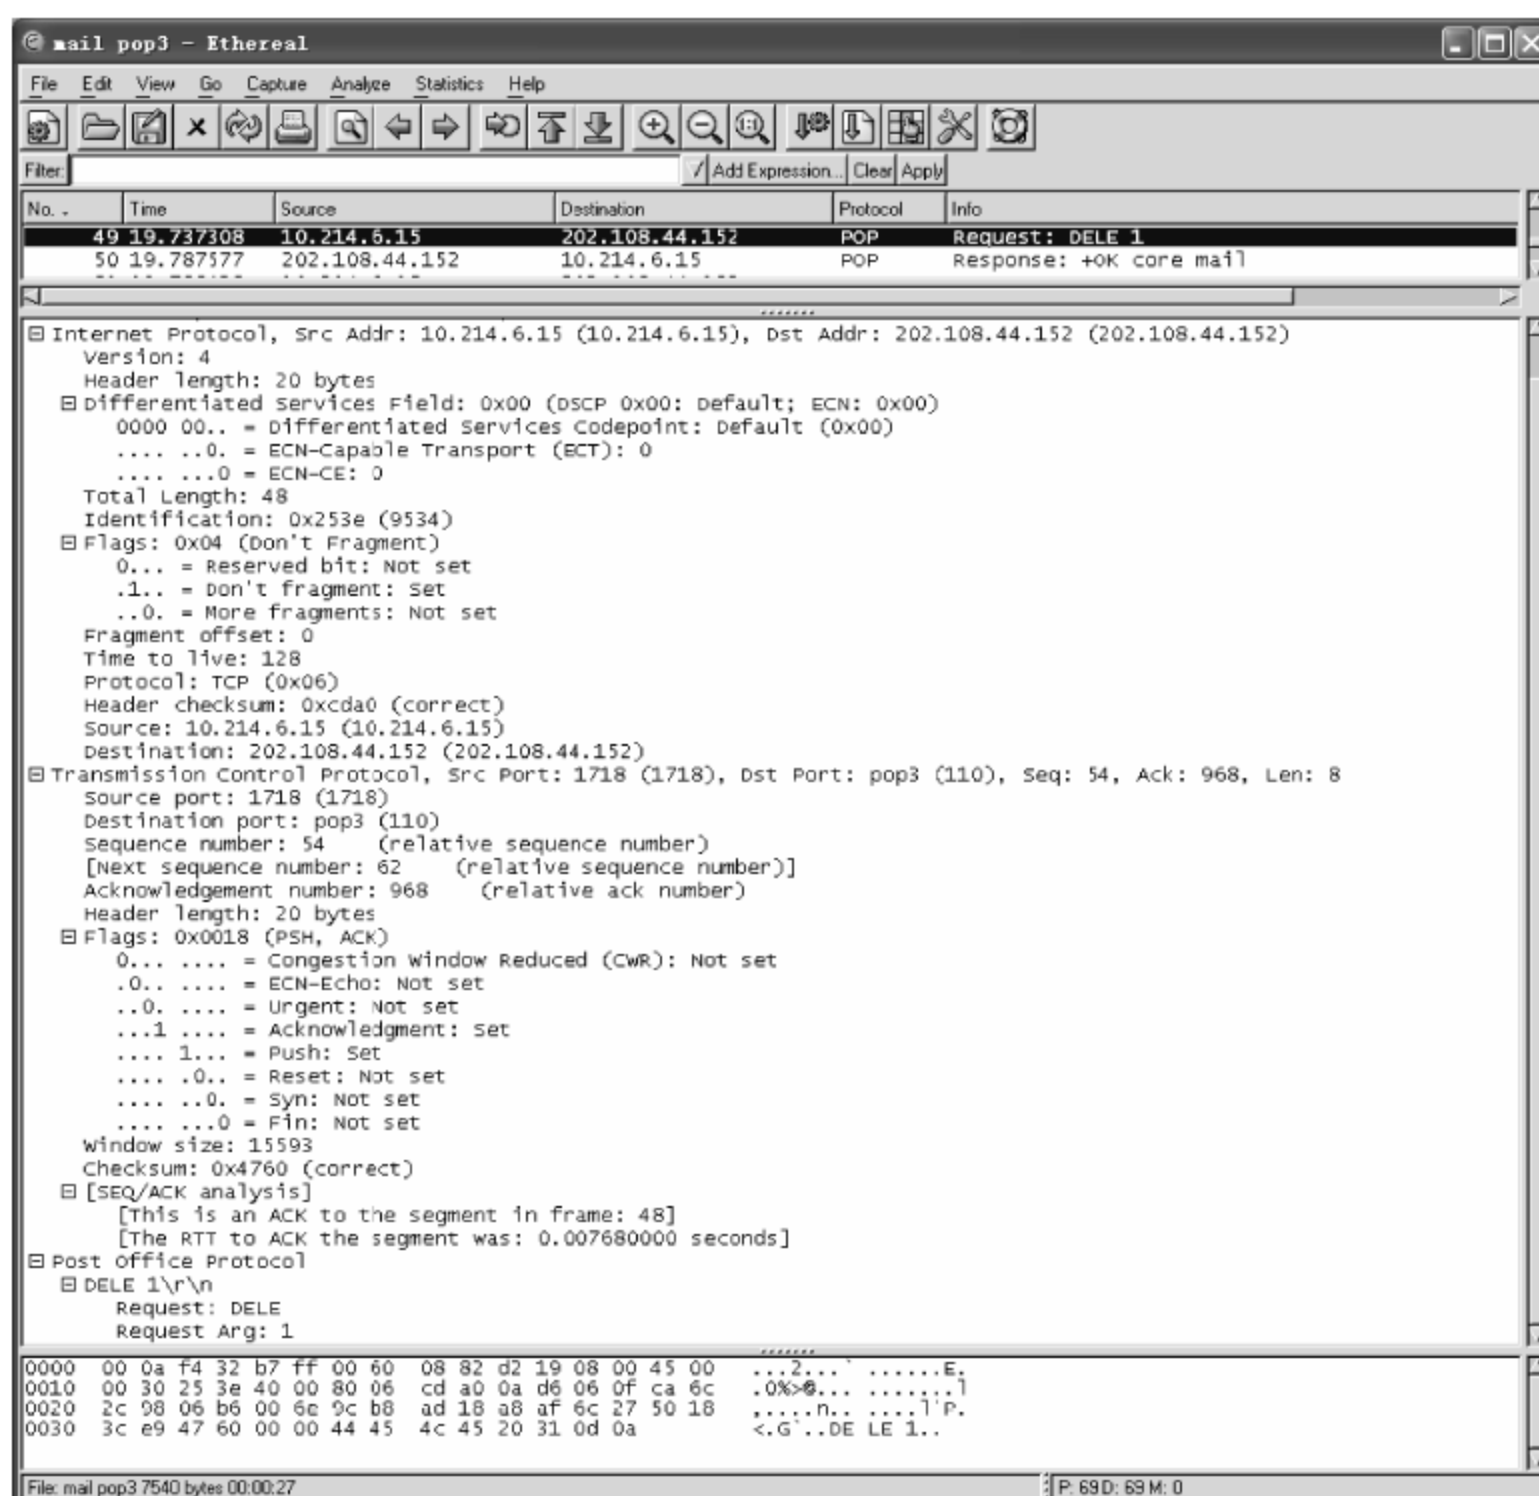 mail pop3 - Ethereal
File Edit View Go Capture Analyze Statistics Help
Filter: Add Expression... Clear Apply
No. . Time Source Destination Protocol Info
49 19.737308 10.214.6.15 202.108.44.152 POP Request: DELE 1
50 19.787577 202.108.44.152 10.214.6.15 POP Response: +OK core mail
Internet Protocol, Src Addr: 10.214.6.15 (10.214.6.15), Dst Addr: 202.108.44.152 (202.108.44.152)
Version: 4
Header length: 20 bytes
Differentiated Services Field: 0x00 (DSCP 0x00: Default; ECN: 0x00)
0000 00.. = Differentiated Services Codepoint: Default (0x00)
.... ..0. = ECN-Capable Transport (ECT): 0
.... ...0 = ECN-CE: 0
Total Length: 48
Identification: 0x253e (9534)
Flags: 0x04 (Don't Fragment)
0... = Reserved bit: Not set
.1.. = Don't fragment: Set
..0. = More fragments: Not set
Fragment offset: 0
Time to live: 128
Protocol: TCP (0x06)
Header checksum: 0xcda0 (correct)
Source: 10.214.6.15 (10.214.6.15)
Destination: 202.108.44.152 (202.108.44.152)
Transmission Control Protocol, Src Port: 1718 (1718), Dst Port: pop3 (110), Seq: 54, Ack: 968, Len: 8
Source port: 1718 (1718)
Destination port: pop3 (110)
Sequence number: 54 (relative sequence number)
[Next sequence number: 62 (relative sequence number)]
Acknowledgement number: 968 (relative ack number)
Header length: 20 bytes
Flags: 0x0018 (PSH, ACK)
0... .... = Congestion Window Reduced (CWR): Not set
.0.. .... = ECN-Echo: Not set
..0. .... = Urgent: Not set
...1 .... = Acknowledgment: Set
.... 1... = Push: Set
.... .0.. = Reset: Not set
.... ..0. = Syn: Not set
.... ...0 = Fin: Not set
Window size: 15593
Checksum: 0x4760 (correct)
[SEQ/ACK analysis]
[This is an ACK to the segment in frame: 48]
[The RTT to ACK the segment was: 0.007680000 seconds]
Post Office Protocol
DELE 1\r\n
Request: DELE
Request Arg: 1
0000 00 0a f4 32 b7 ff 00 60 08 82 d2 19 08 00 45 00 ...2...` ......E.
0010 00 30 25 3e 40 00 80 06 cd a0 0a d6 06 0f ca 6c .0%>@... .......l
0020 2c 98 06 b6 00 6e 9c b8 ad 18 a8 af 6c 27 50 18 ,....n.. ....l'P.
0030 3c e9 47 60 00 00 44 45 4c 45 20 31 0d 0a <.G`..DE LE 1..
File: mail pop3 7540 bytes 00:00:27 P: 69 D: 69 M: 0